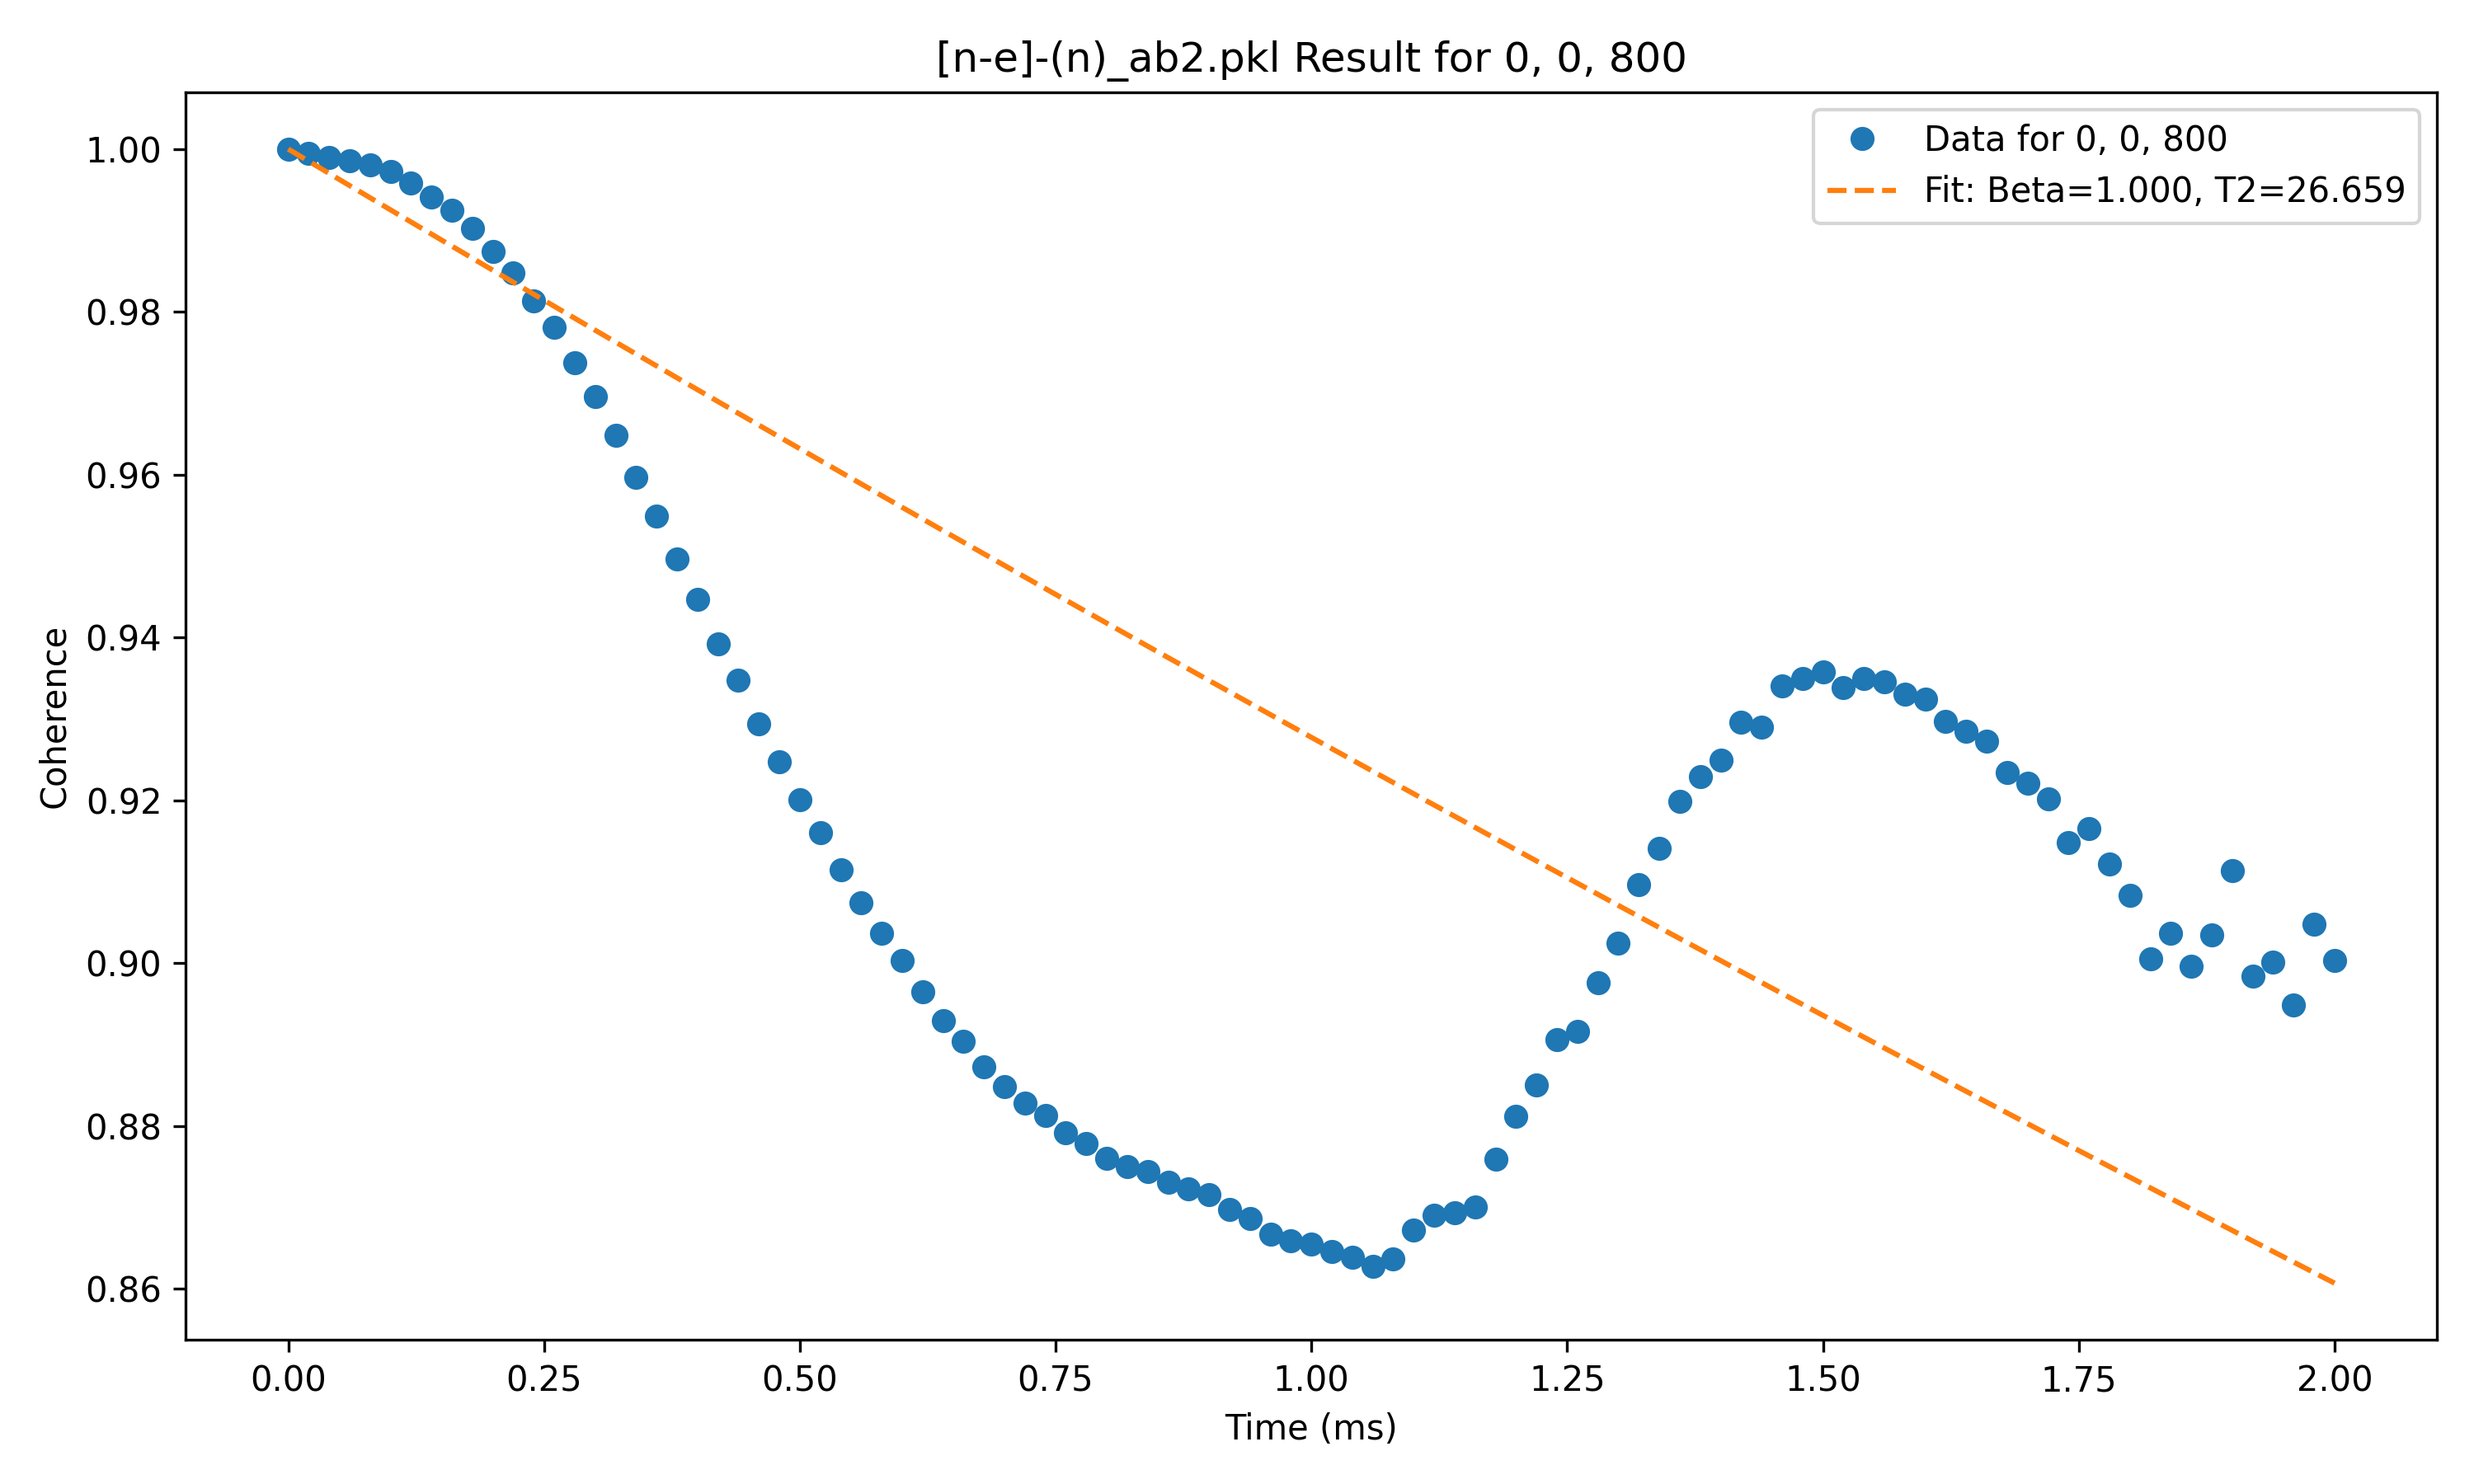 [n-e]-(n)_ab2.pkl Result for 0, 0, 800
Data for 0, 0, 800
Fit: Beta=1.000, T2=26.659
Coherence
1.00
0.98
0.96
0.94
0.92
0.90
0.88
0.86
0.00 0.25 0.50 0.75 1.00 1.25 1.50 1.75 2.00
Time (ms)